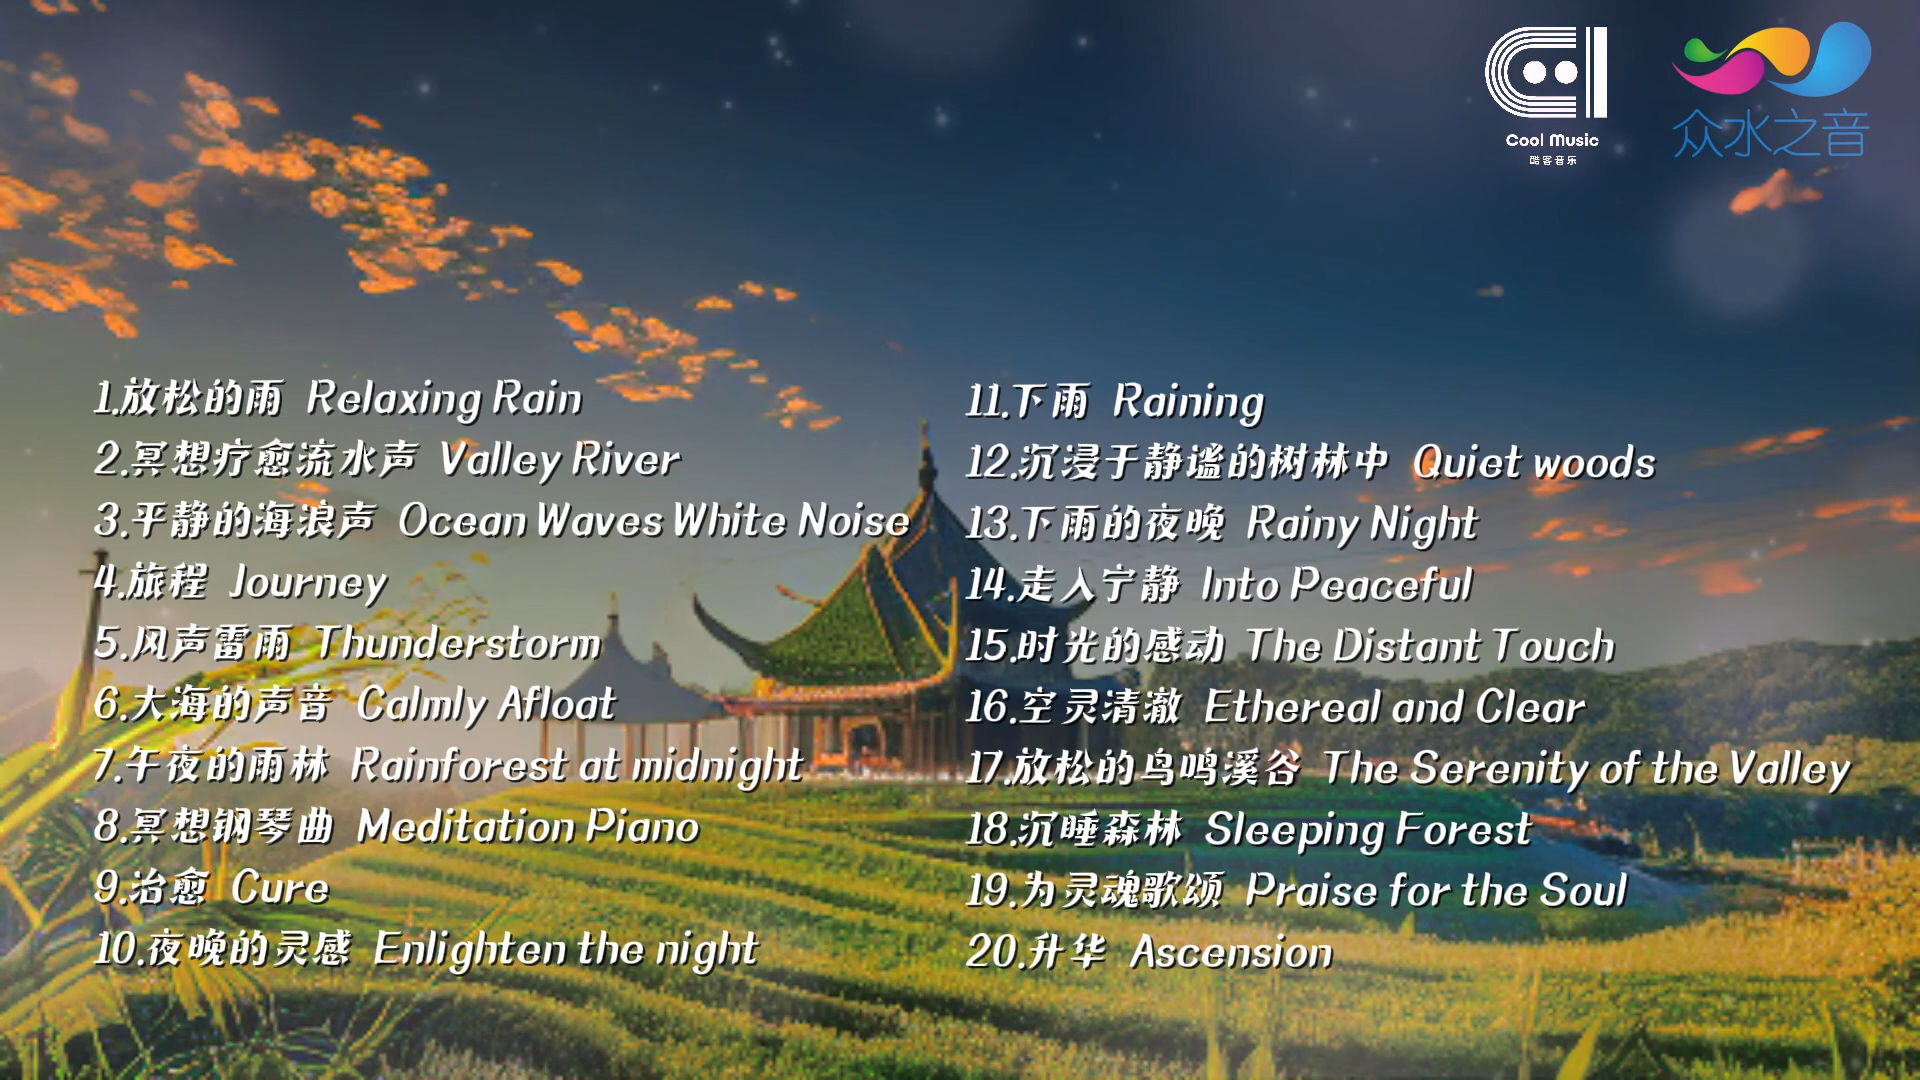 Cool Music
酷客音乐
众水之音
1.放松的雨 Relaxing Rain
2.冥想疗愈流水声 Valley River
3.平静的海浪声 Ocean Waves White Noise
4.旅程 Journey
5.风声雷雨 Thunderstorm
6.大海的声音 Calmly Afloat
7.午夜的雨林 Rainforest at midnight
8.冥想钢琴曲 Meditation Piano
9.治愈 Cure
10.夜晚的灵感 Enlighten the night
11.下雨 Raining
12.沉浸于静谧的树林中 Quiet woods
13.下雨的夜晚 Rainy Night
14.走入宁静 Into Peaceful
15.时光的感动 The Distant Touch
16.空灵清澈 Ethereal and Clear
17.放松的鸟鸣溪谷 The Serenity of the Valley
18.沉睡森林 Sleeping Forest
19.为灵魂歌颂 Praise for the Soul
20.升华 Ascension